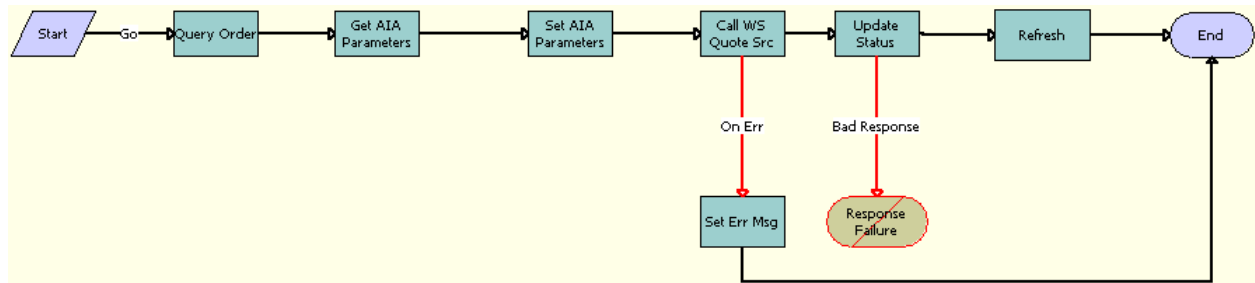 Start
Go
Query Order
Get AIA
Parameters
Set AIA
Parameters
Call WS
Quote Src
Update
Status
Refresh
End
On Err
Bad Response
Set Err Msg
Response
Failure